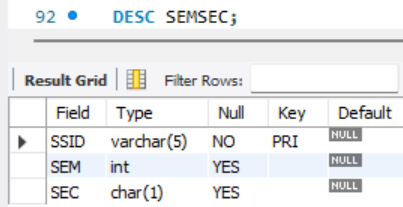 92 DESC SEMSEC;
Result Grid Filter Rows:
Field Type Null Key Default
SSID varchar(5) NO PRI NULL
SEM int YES NULL
SEC char(1) YES NULL